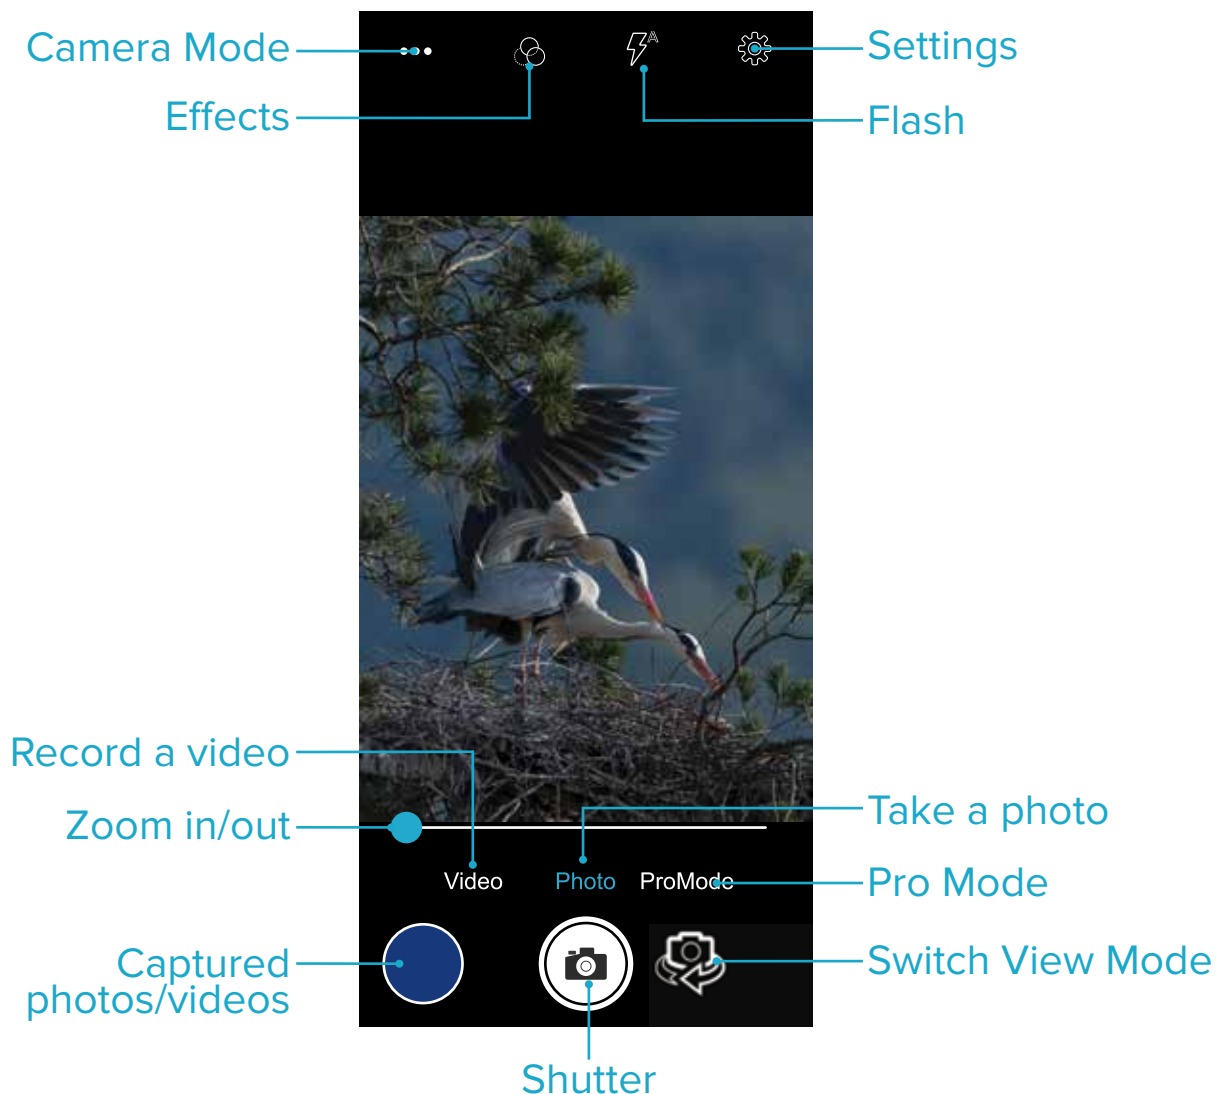 Camera Mode
A
Settings
Effects
Flash
Record a video
Zoom in/out
Take a photo
Video
Photo
ProMode
Pro Mode
Captured
photos/videos
Switch View Mode
Shutter